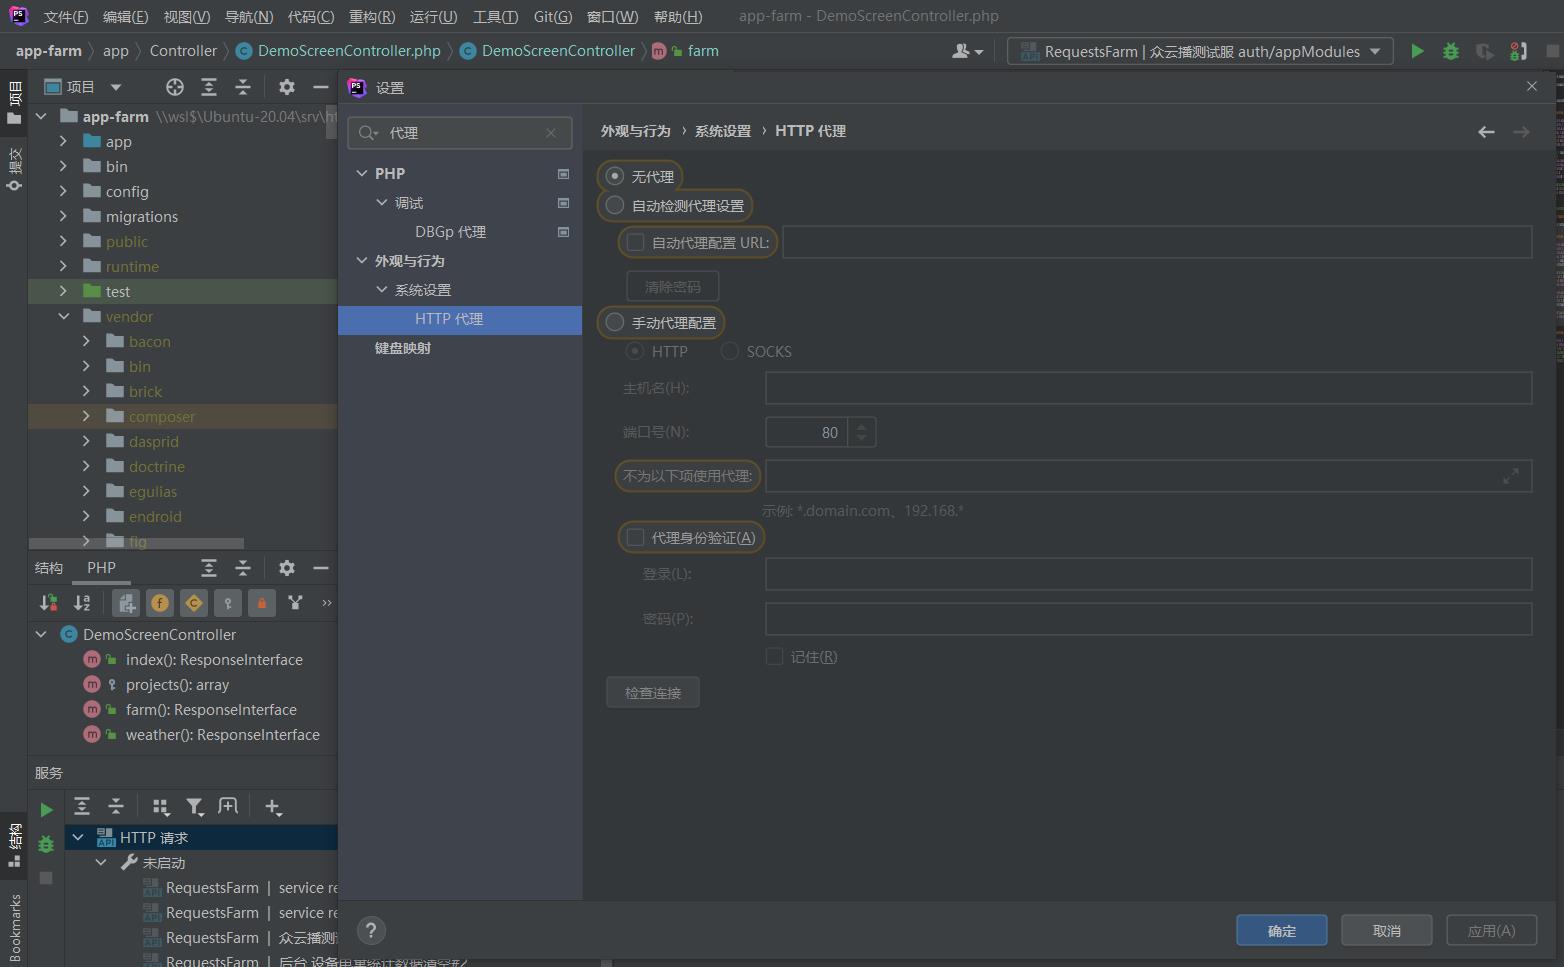 文件(F) 编辑(E) 视图(V) 导航(N) 代码(C) 重构(R) 运行(U) 工具(T) Git(G) 窗口(W) 帮助(H) app-farm - DemoScreenController.php
app-farm app Controller DemoScreenController.php DemoScreenController farm
RequestsFarm | 众云播测试服 auth/appModules
项目
提交
结构
Bookmarks
项目
app-farm \\wsl$\Ubuntu-20.04\srv\
app
bin
config
migrations
public
runtime
test
vendor
bacon
bin
brick
composer
dasprid
doctrine
egulias
endroid
fig
结构 PHP
DemoScreenController
index(): ResponseInterface
projects(): array
farm(): ResponseInterface
weather(): ResponseInterface
服务
HTTP 请求
未启动
RequestsFarm | service re
RequestsFarm | service re
RequestsFarm | 众云播测
RequestsFarm | 后台 设备电量统计数据清空#2
设置
代理
PHP
调试
DBGp 代理
外观与行为
系统设置
HTTP 代理
键盘映射
外观与行为 › 系统设置 › HTTP 代理
无代理
自动检测代理设置
自动代理配置 URL:
清除密码
手动代理配置
HTTP SOCKS
主机名(H):
端口号(N): 80
不为以下项使用代理:
示例: *.domain.com、192.168.*
代理身份验证(A)
登录(L):
密码(P):
记住(R)
检查连接
?
确定 取消 应用(A)